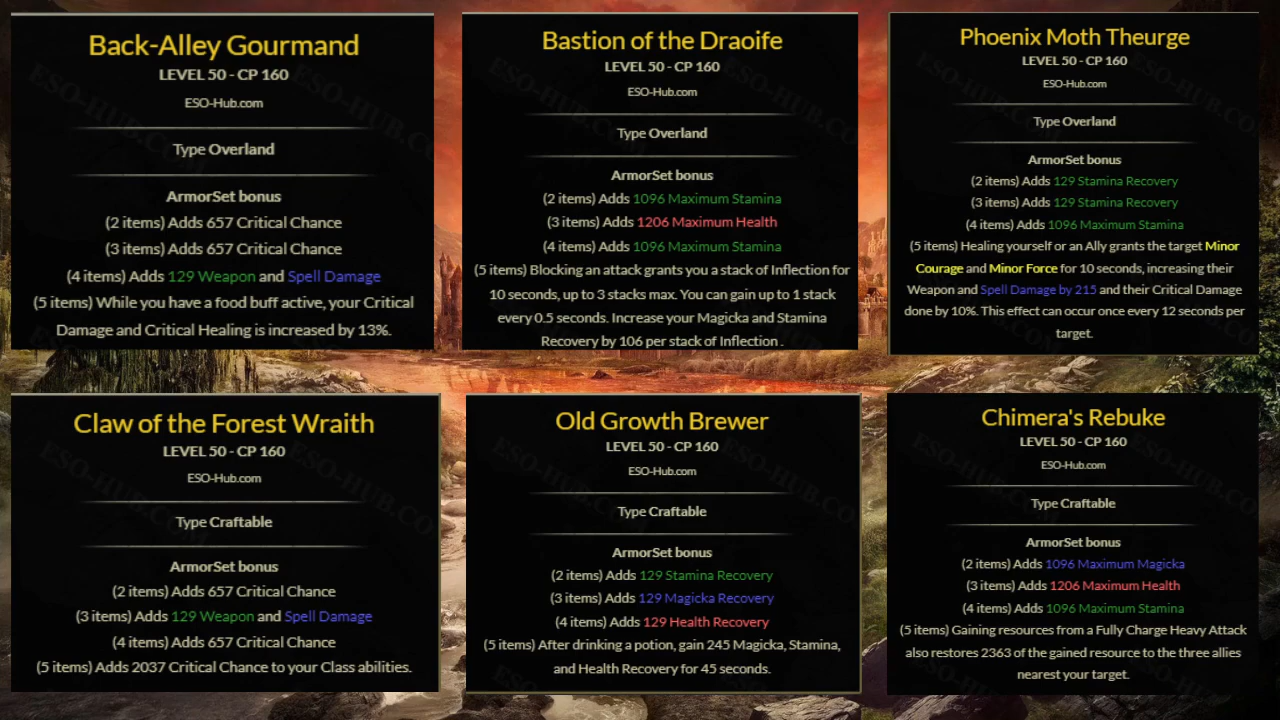 Back-Alley Gourmand
LEVEL 50 - CP 160
ESO-Hub.com
Type Overland
ArmorSet bonus
(2 items) Adds 657 Critical Chance
(3 items) Adds 657 Critical Chance
(4 items) Adds 129 Weapon and Spell Damage
(5 items) While you have a food buff active, your Critical
Damage and Critical Healing is increased by 13%.
Bastion of the Draoife
LEVEL 50 - CP 160
ESO-Hub.com
Type Overland
ArmorSet bonus
(2 items) Adds 1096 Maximum Stamina
(3 items) Adds 1206 Maximum Health
(4 items) Adds 1096 Maximum Stamina
(5 items) Blocking an attack grants you a stack of Inflection for
10 seconds, up to 3 stacks max. You can gain up to 1 stack
every 0.5 seconds. Increase your Magicka and Stamina
Recovery by 106 per stack of Inflection .
Phoenix Moth Theurge
LEVEL 50 - CP 160
ESO-Hub.com
Type Overland
ArmorSet bonus
(2 items) Adds 129 Stamina Recovery
(3 items) Adds 129 Stamina Recovery
(4 items) Adds 1096 Maximum Stamina
(5 items) Healing yourself or an Ally grants the target Minor
Courage and Minor Force for 10 seconds, increasing their
Weapon and Spell Damage by 215 and their Critical Damage
done by 10%. This effect can occur once every 12 seconds per
target.
Claw of the Forest Wraith
LEVEL 50 - CP 160
ESO-Hub.com
Type Craftable
ArmorSet bonus
(2 items) Adds 657 Critical Chance
(3 items) Adds 129 Weapon and Spell Damage
(4 items) Adds 657 Critical Chance
(5 items) Adds 2037 Critical Chance to your Class abilities.
Old Growth Brewer
LEVEL 50 - CP 160
ESO-Hub.com
Type Craftable
ArmorSet bonus
(2 items) Adds 129 Stamina Recovery
(3 items) Adds 129 Magicka Recovery
(4 items) Adds 129 Health Recovery
(5 items) After drinking a potion, gain 245 Magicka, Stamina,
and Health Recovery for 45 seconds.
Chimera's Rebuke
LEVEL 50 - CP 160
ESO-Hub.com
Type Craftable
ArmorSet bonus
(2 items) Adds 1096 Maximum Magicka
(3 items) Adds 1206 Maximum Health
(4 items) Adds 1096 Maximum Stamina
(5 items) Gaining resources from a Fully Charge Heavy Attack
also restores 2363 of the gained resource to the three allies
nearest your target.